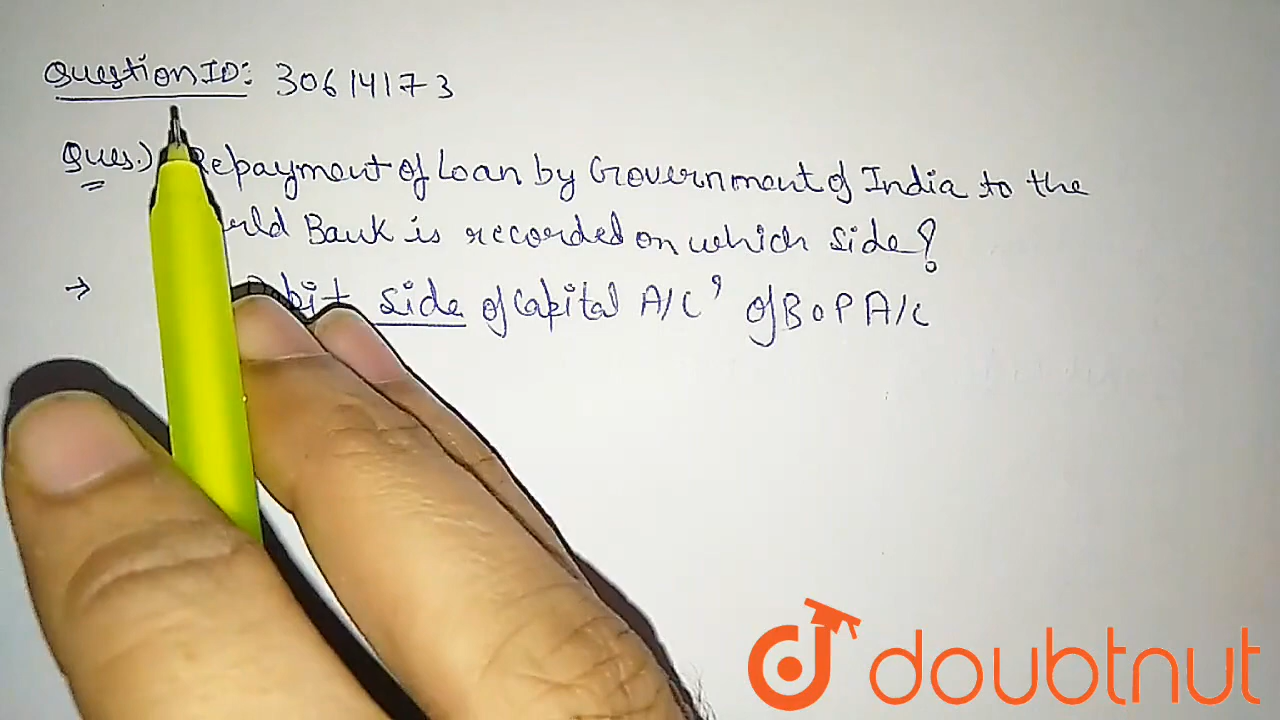 Question ID: 30614173
Ques.) Repayment of Loan by Government of India to the
Bank is recorded on which side?
→ side of Capital A/C' of BOP A/c
doubtnut